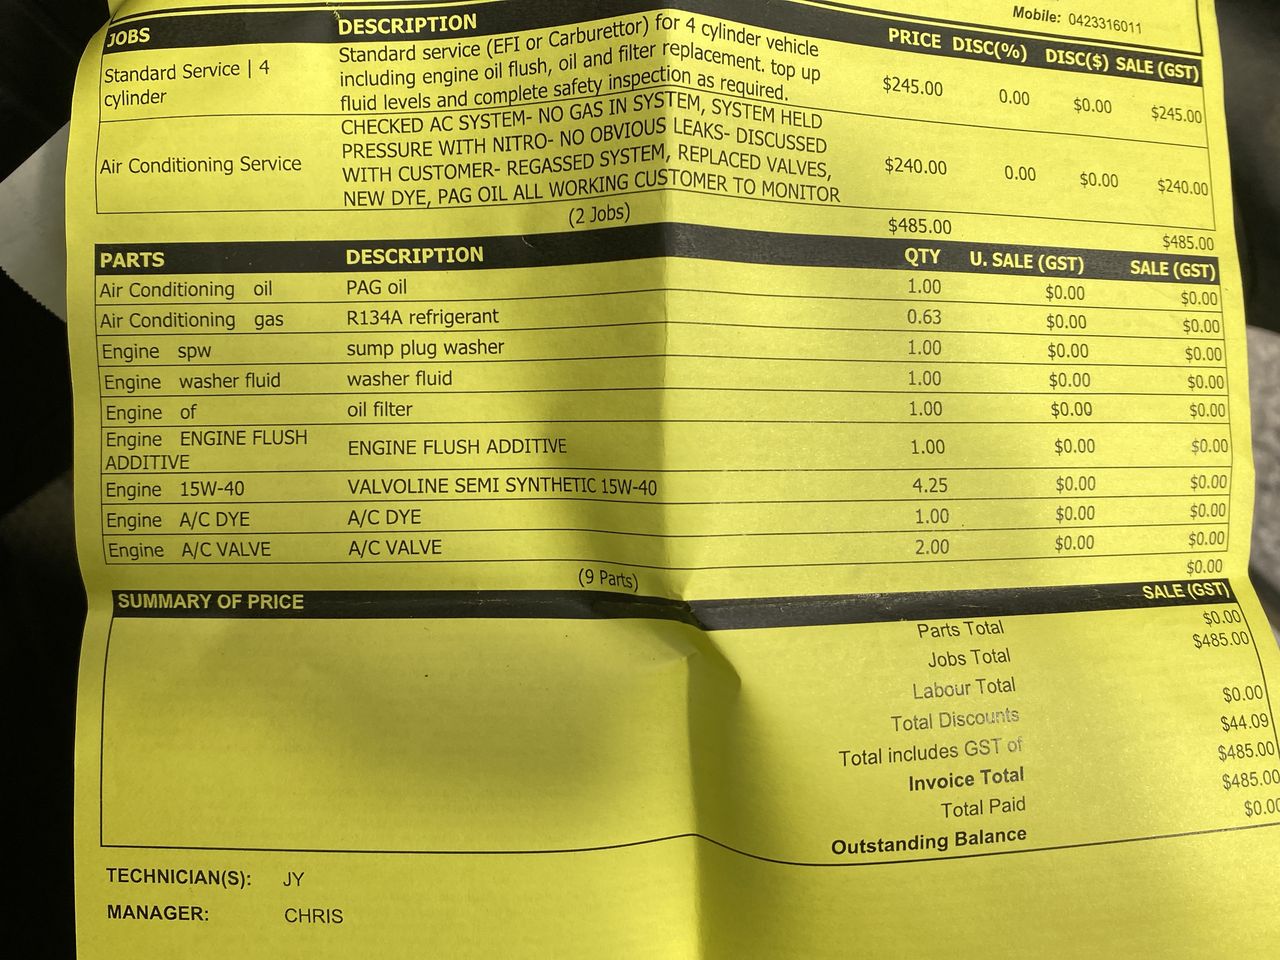 Mobile: 0423316011
JOBS DESCRIPTION PRICE DISC(%) DISC($) SALE (GST)
Standard Service | 4 cylinder
Standard service (EFI or Carburettor) for 4 cylinder vehicle
including engine oil flush, oil and filter replacement. top up
fluid levels and complete safety inspection as required.
$245.00 0.00 $0.00 $245.00
Air Conditioning Service
CHECKED AC SYSTEM- NO GAS IN SYSTEM, SYSTEM HELD
PRESSURE WITH NITRO- NO OBVIOUS LEAKS- DISCUSSED
WITH CUSTOMER- REGASSED SYSTEM, REPLACED VALVES,
NEW DYE, PAG OIL ALL WORKING CUSTOMER TO MONITOR
$240.00 0.00 $0.00 $240.00
(2 Jobs) $485.00 $485.00
PARTS DESCRIPTION QTY U. SALE (GST) SALE (GST)
Air Conditioning oil PAG oil 1.00 $0.00 $0.00
Air Conditioning gas R134A refrigerant 0.63 $0.00 $0.00
Engine spw sump plug washer 1.00 $0.00 $0.00
Engine washer fluid washer fluid 1.00 $0.00 $0.00
Engine of oil filter 1.00 $0.00 $0.00
Engine ENGINE FLUSH
ADDITIVE ENGINE FLUSH ADDITIVE 1.00 $0.00 $0.00
Engine 15W-40 VALVOLINE SEMI SYNTHETIC 15W-40 4.25 $0.00 $0.00
Engine A/C DYE A/C DYE 1.00 $0.00 $0.00
Engine A/C VALVE A/C VALVE 2.00 $0.00 $0.00
(9 Parts) $0.00
SUMMARY OF PRICE SALE (GST)
Parts Total $0.00
Jobs Total $485.00
Labour Total
Total Discounts $0.00
Total includes GST of $44.09
Invoice Total $485.00
Total Paid $485.00
Outstanding Balance $0.00
TECHNICIAN(S): JY
MANAGER: CHRIS